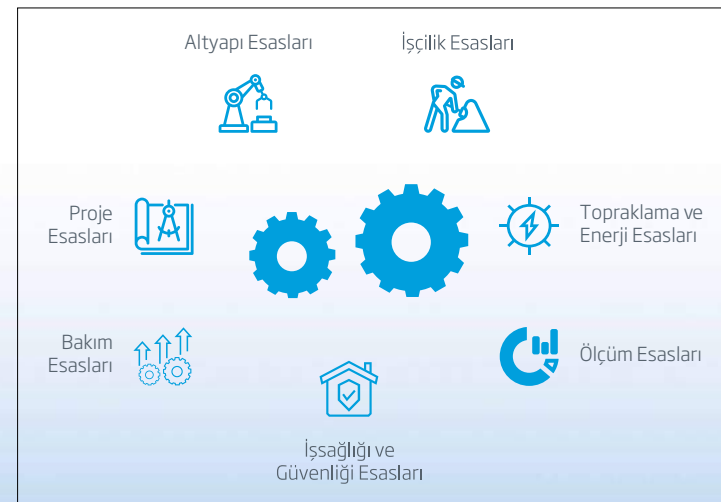 Altyapı Esasları
İşçilik Esasları
Proje
Esasları
Topraklama ve
Enerji Esasları
Bakım
Esasları
Ölçüm Esasları
İşsağlığı ve
Güvenliği Esasları